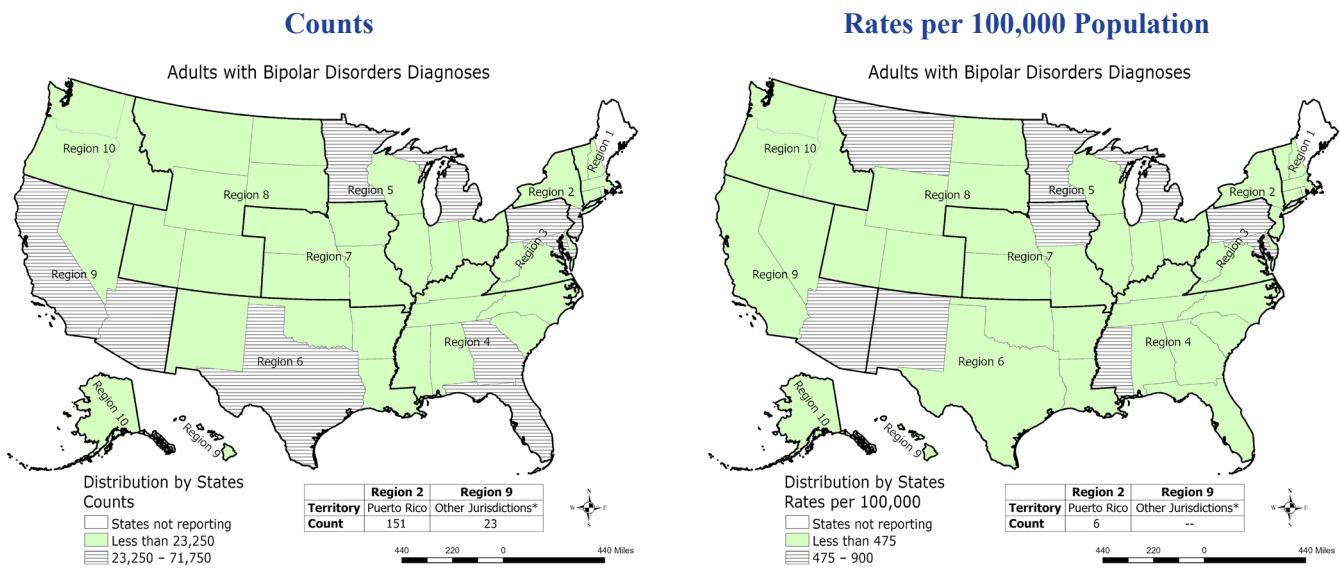 Counts
Adults with Bipolar Disorders Diagnoses
Region 10
Region 8
Region 5
Region 2
Region 1
Region 3
Region 9
Region 7
Region 6
Region 4
Region 10
Region 9
Distribution by States
Counts
States not reporting
Less than 23,250
23,250 – 71,750
Region 2 Region 9
Territory Puerto Rico Other Jurisdictions*
Count 151 23
N
W E
S
440 220 0 440 Miles
Rates per 100,000 Population
Adults with Bipolar Disorders Diagnoses
Region 10
Region 8
Region 5
Region 2
Region 1
Region 3
Region 9
Region 7
Region 6
Region 4
Region 10
Region 9
Distribution by States
Rates per 100,000
States not reporting
Less than 475
475 – 900
Region 2 Region 9
Territory Puerto Rico Other Jurisdictions*
Count 6 --
N
W E
S
440 220 0 440 Miles